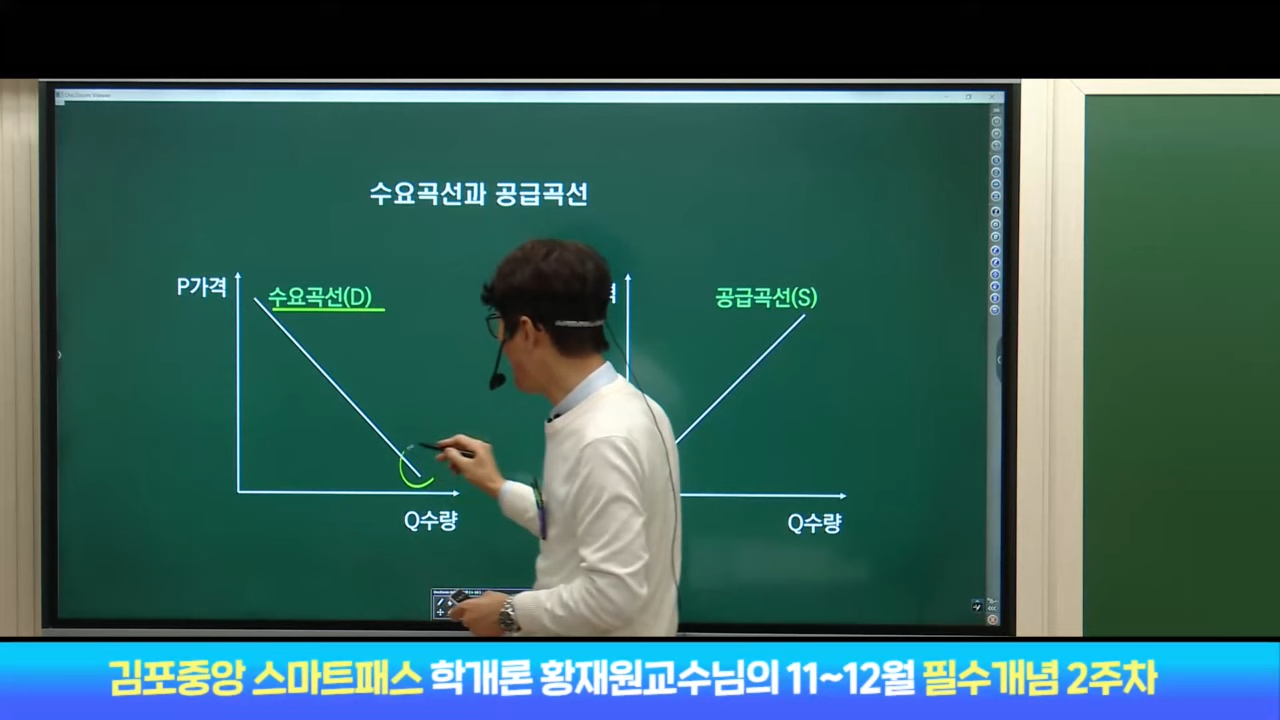 수요곡선과 공급곡선
P가격
수요곡선(D)
격
공급곡선(S)
Q수량
Q수량
김포중앙 스마트패스 학개론 황재원교수님의 11~12월 필수개념 2주차